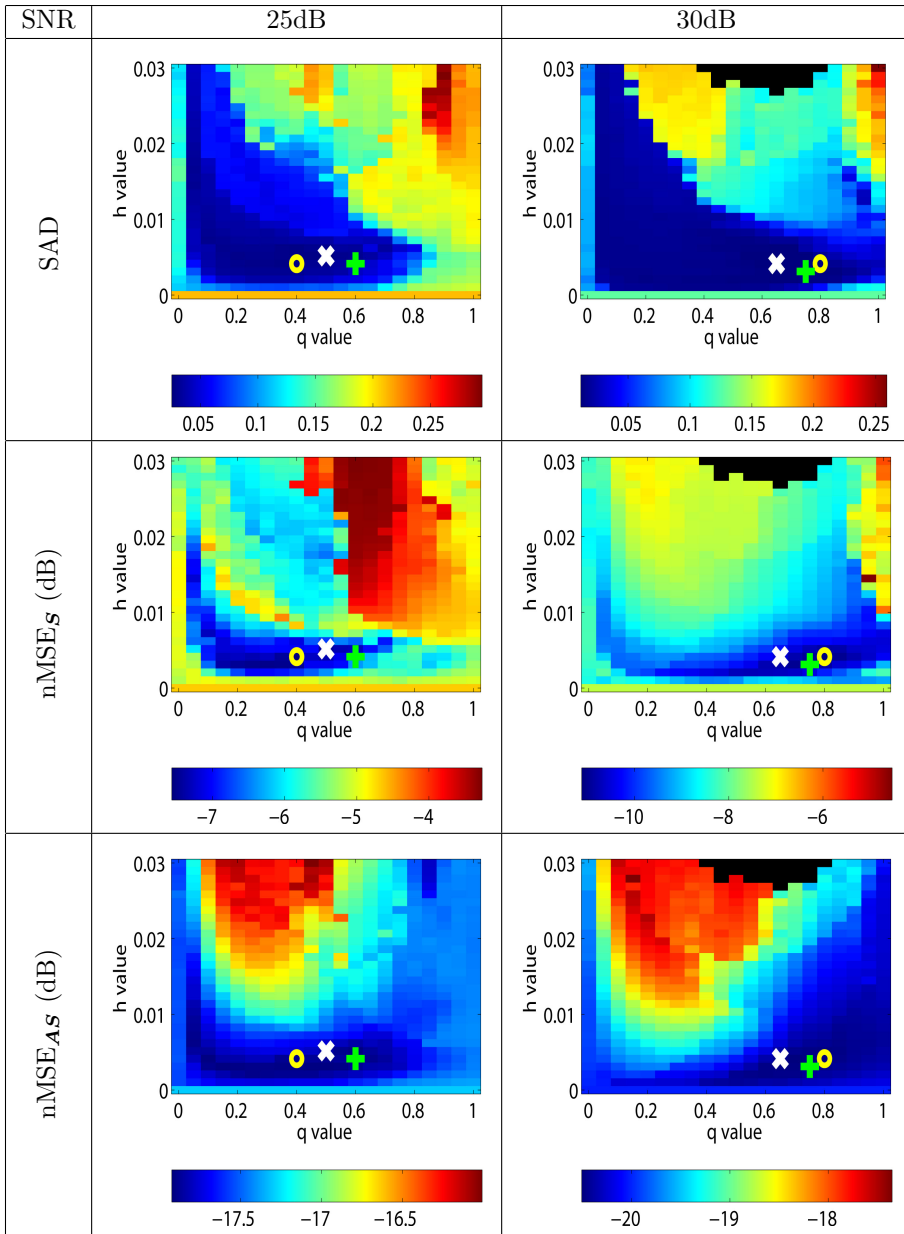 SNR 25dB 30dB
SAD
h value
0.03
0.02
0.01
0
0 0.2 0.4 0.6 0.8 1
q value
0.05 0.1 0.15 0.2 0.25
h value
0.03
0.02
0.01
0
0 0.2 0.4 0.6 0.8 1
q value
0.05 0.1 0.15 0.2 0.25
nMSE_S (dB)
h value
0.03
0.02
0.01
0
0 0.2 0.4 0.6 0.8 1
q value
−7 −6 −5 −4
h value
0.03
0.02
0.01
0
0 0.2 0.4 0.6 0.8 1
q value
−10 −8 −6
nMSE_AS (dB)
h value
0.03
0.02
0.01
0
0 0.2 0.4 0.6 0.8 1
q value
−17.5 −17 −16.5
h value
0.03
0.02
0.01
0
0 0.2 0.4 0.6 0.8 1
q value
−20 −19 −18